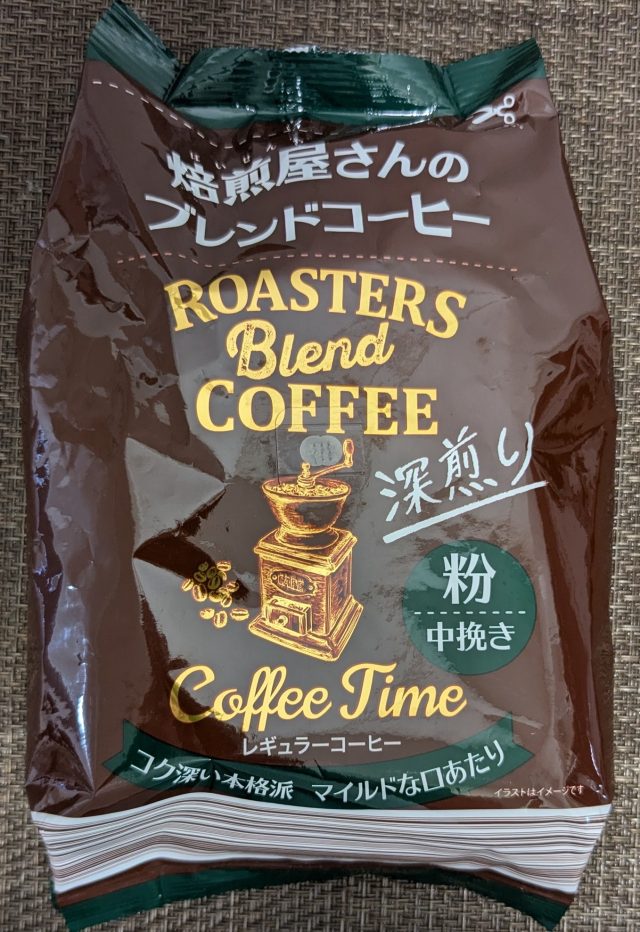 焙煎屋さんの
ブレンドコーヒー
ROASTERS
Blend
COFFEE
深煎り
粉
中挽き
Coffee Time
レギュラーコーヒー
コク深い本格派 マイルドな口あたり
イラストはイメージです